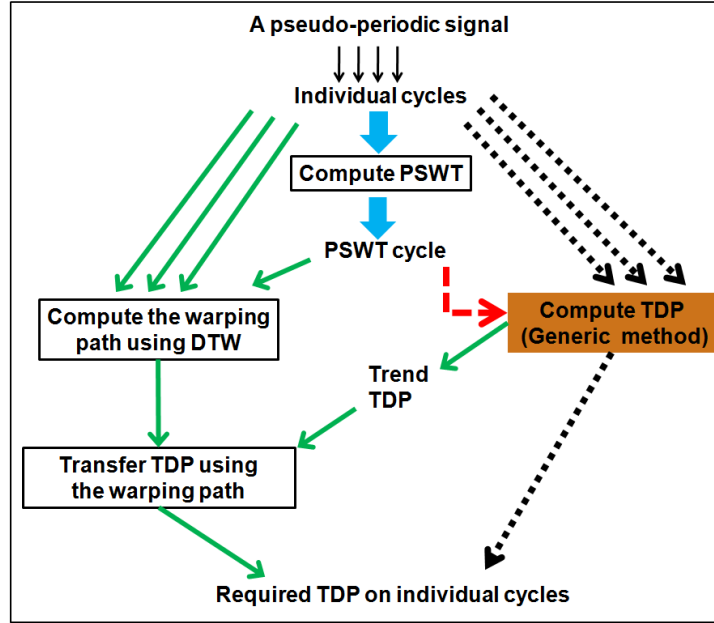 A pseudo-periodic signal
Individual cycles
Compute PSWT
PSWT cycle
Compute the warping
path using DTW
Compute TDP
(Generic method)
Trend
TDP
Transfer TDP using
the warping path
Required TDP on individual cycles